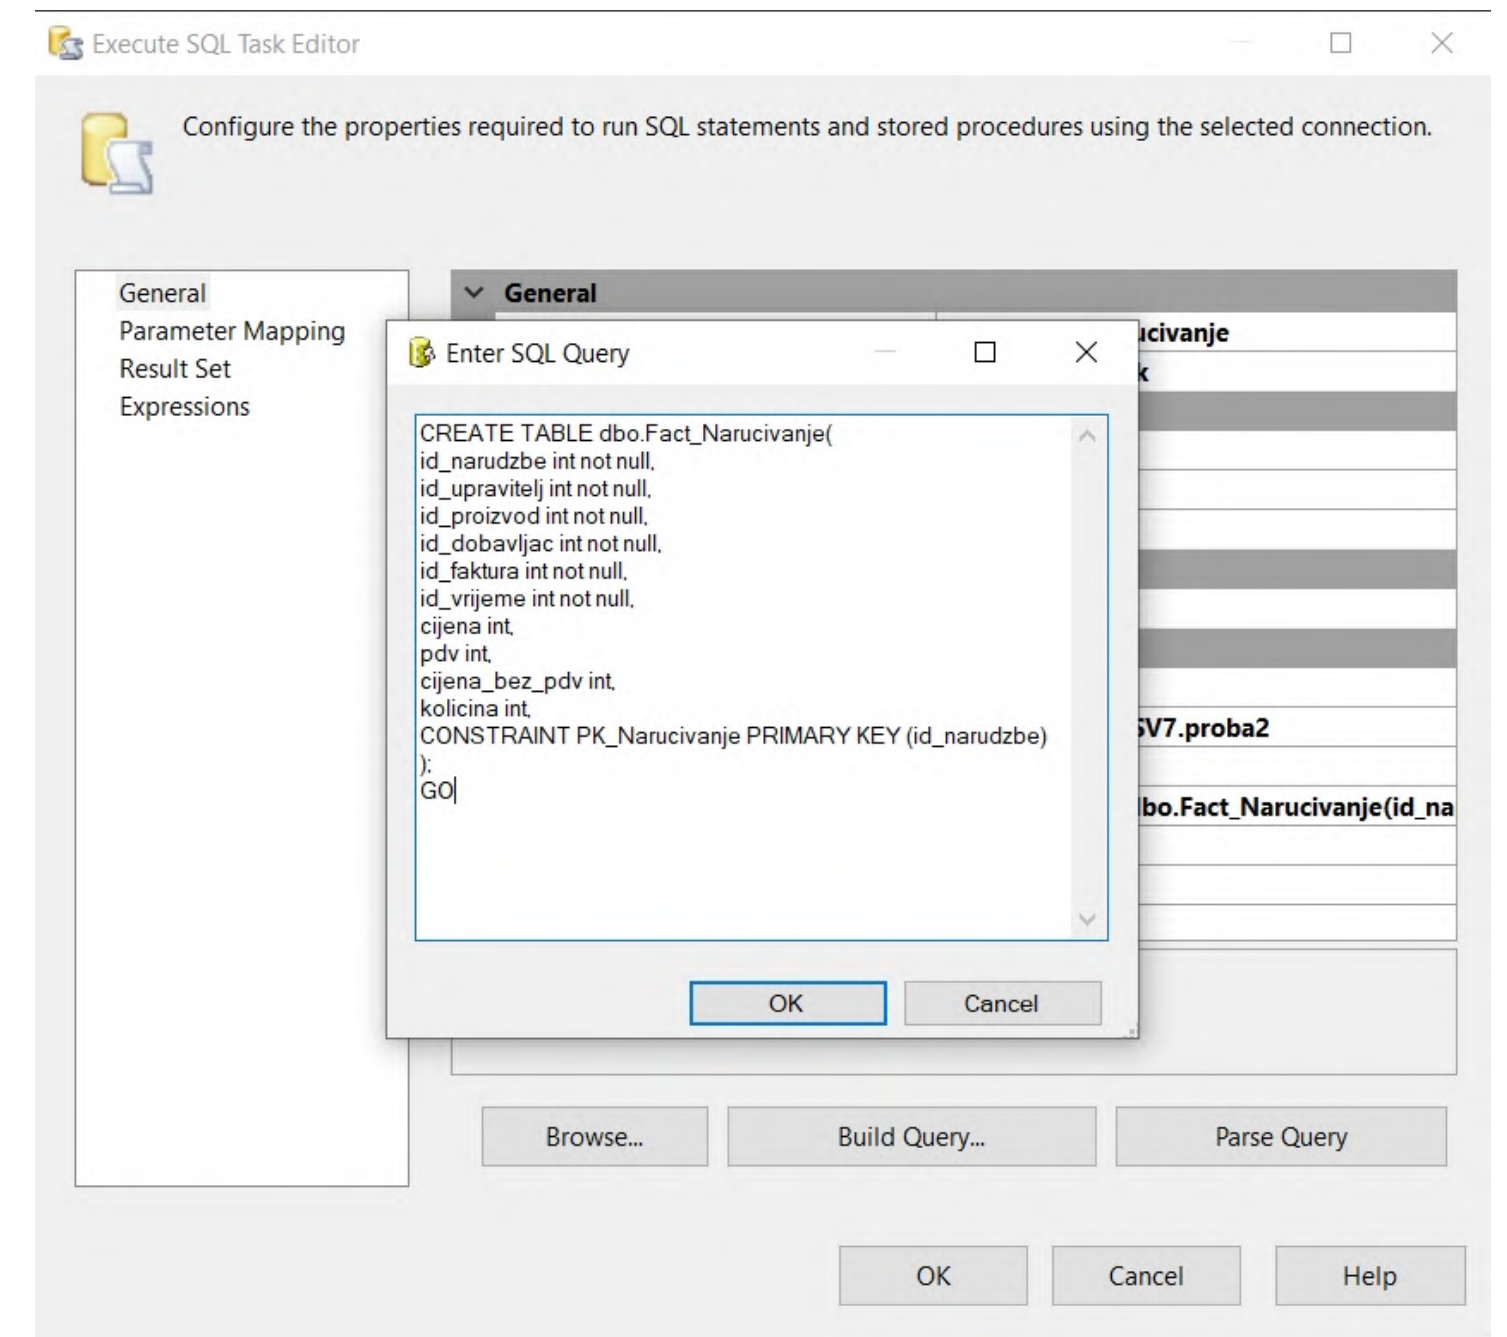 Execute SQL Task Editor
Configure the properties required to run SQL statements and stored procedures using the selected connection.
General
Parameter Mapping
Result Set
Expressions
General
Enter SQL Query
CREATE TABLE dbo.Fact_Narucivanje(
id_narudzbe int not null,
id_upravitelj int not null,
id_proizvod int not null,
id_dobavljac int not null,
id_faktura int not null,
id_vrijeme int not null,
cijena int,
pdv int,
cijena_bez_pdv int,
kolicina int,
CONSTRAINT PK_Narucivanje PRIMARY KEY (id_narudzbe)
);
GO
OK
Cancel
ucivanje
k
SV7.proba2
lbo.Fact_Narucivanje(id_na
Browse...
Build Query...
Parse Query
OK
Cancel
Help